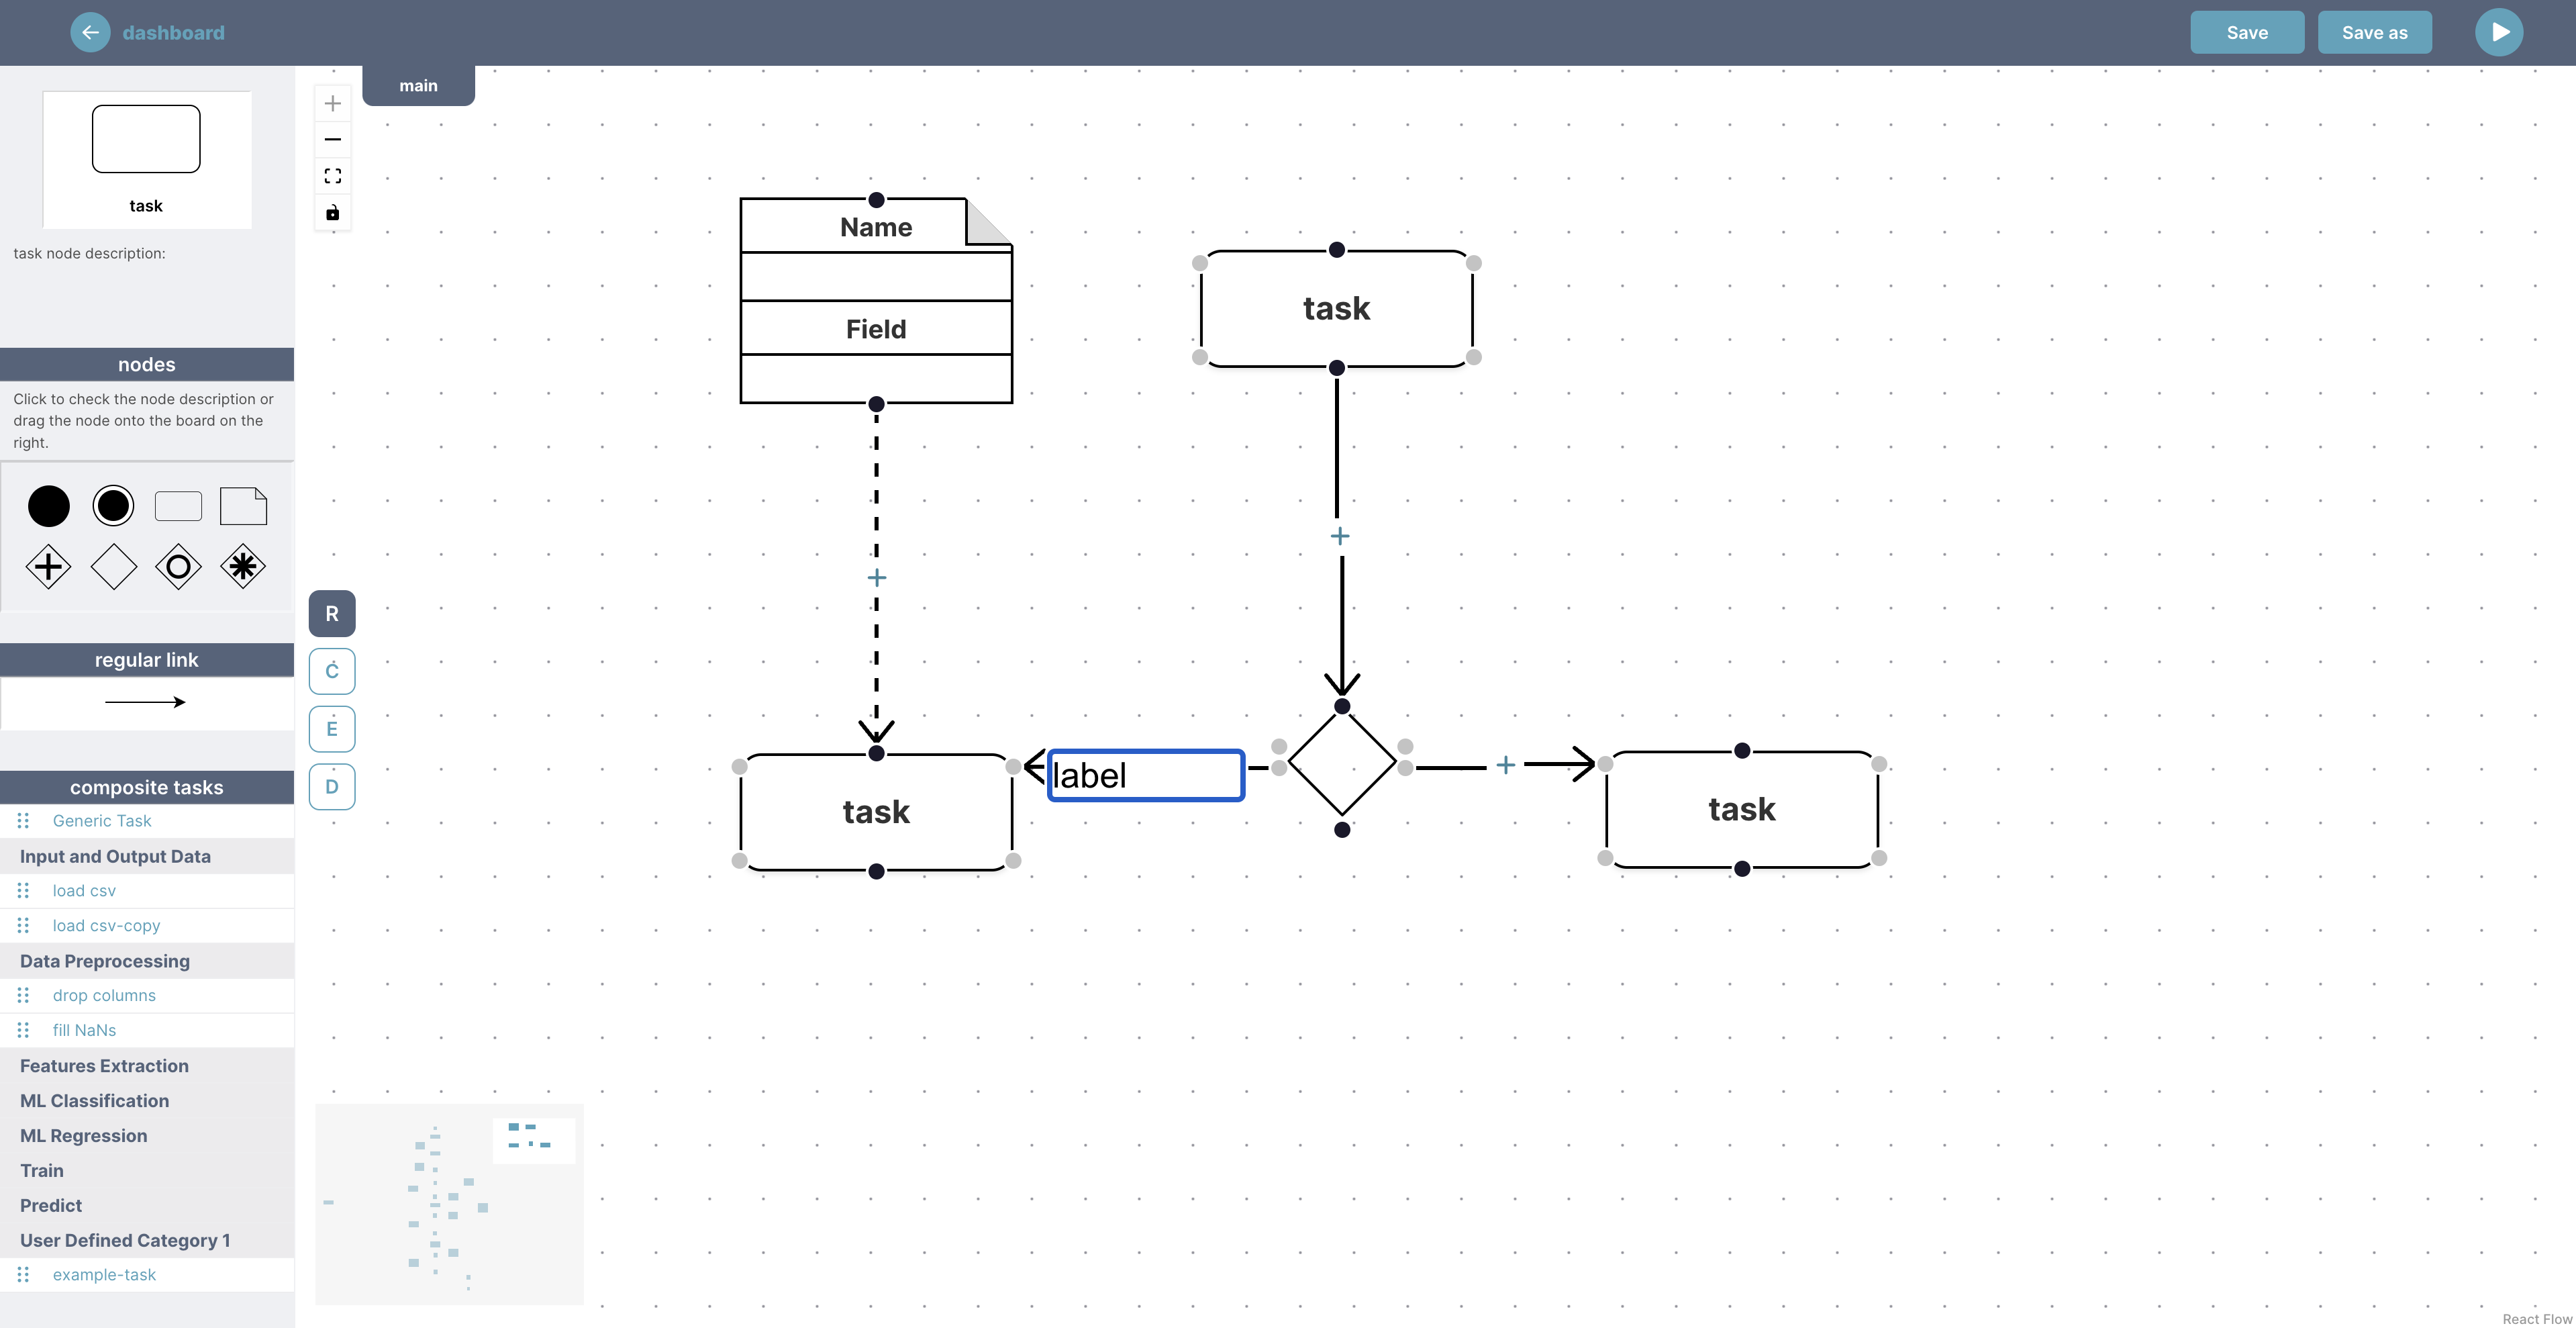 dashboard
Save
Save as
main
task
task node description:
nodes
Click to check the node description or
drag the node onto the board on the
right.
regular link
composite tasks
Generic Task
Input and Output Data
load csv
load csv-copy
Data Preprocessing
drop columns
fill NaNs
Features Extraction
ML Classification
ML Regression
Train
Predict
User Defined Category 1
example-task
R
C
E
D
Name
Field
task
task
label
task
React Flow